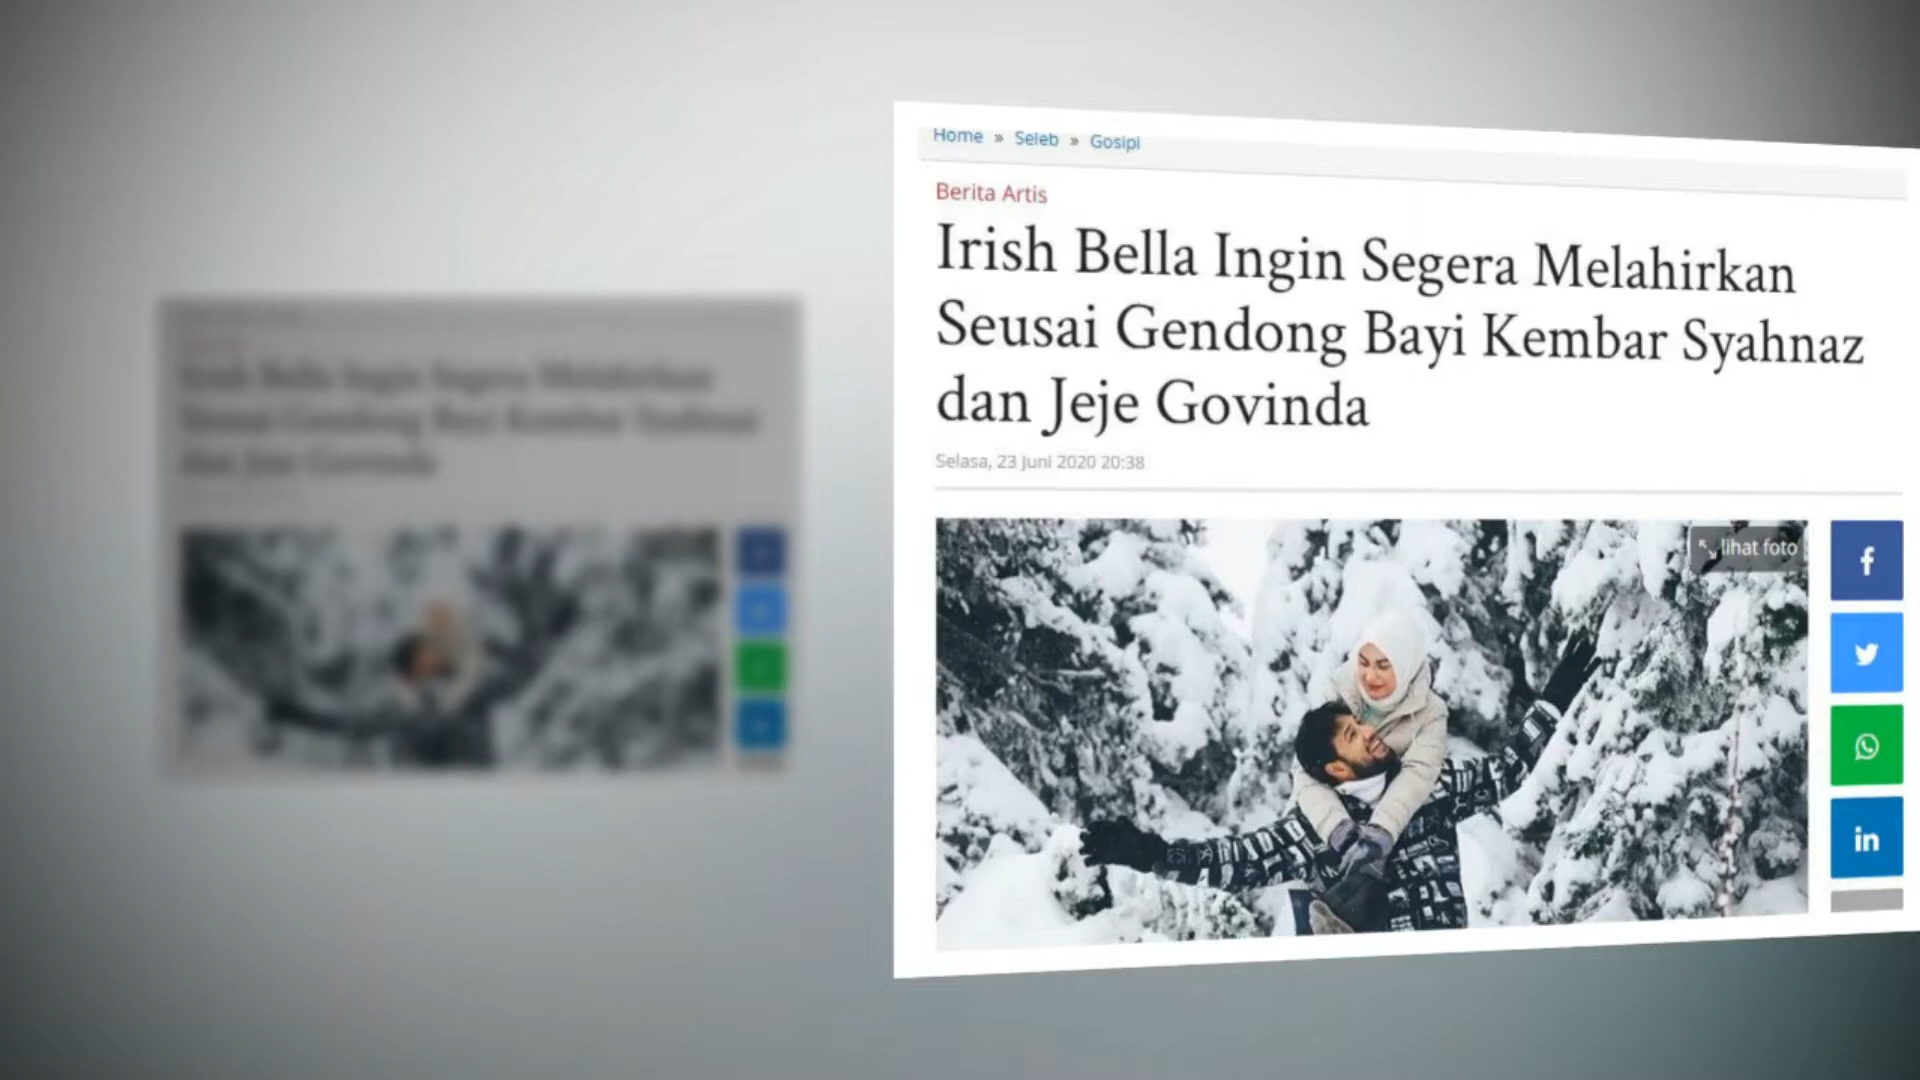 Home » Seleb » Gosipi
Berita Artis
Irish Bella Ingin Segera Melahirkan
Seusai Gendong Bayi Kembar Syahnaz
dan Jeje Govinda
Selasa, 23 Juni 2020 20:38
lihat foto
f
in